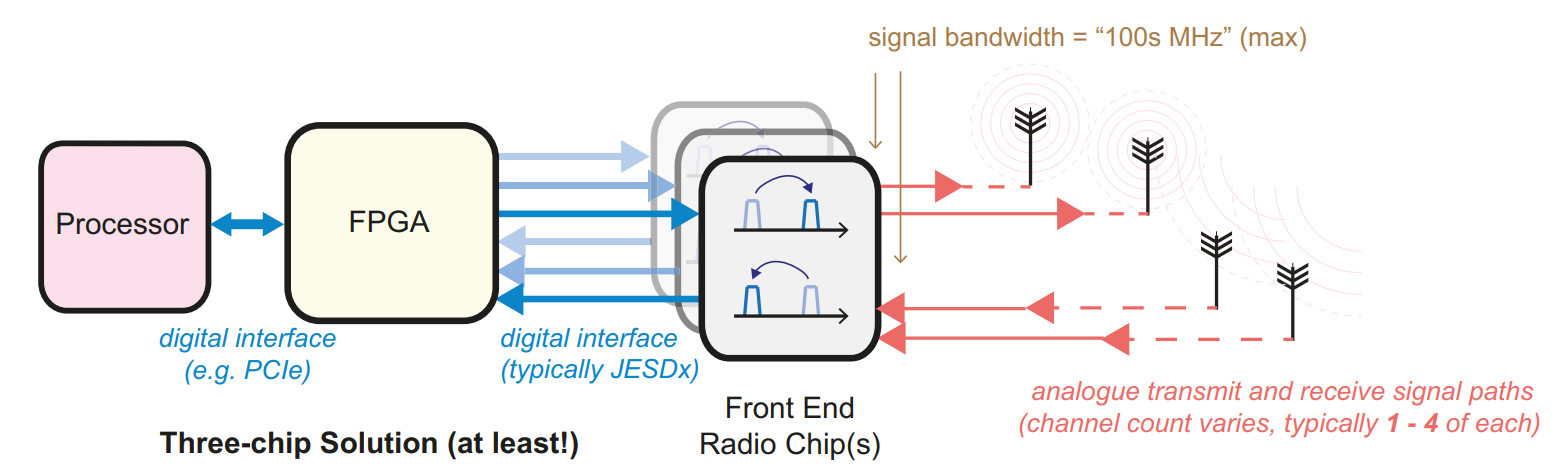 signal bandwidth = “100s MHz” (max)
Processor
FPGA
digital interface
(e.g. PCIe)
digital interface
(typically JESDx)
Front End
Radio Chip(s)
analogue transmit and receive signal paths
(channel count varies, typically 1 - 4 of each)
Three-chip Solution (at least!)